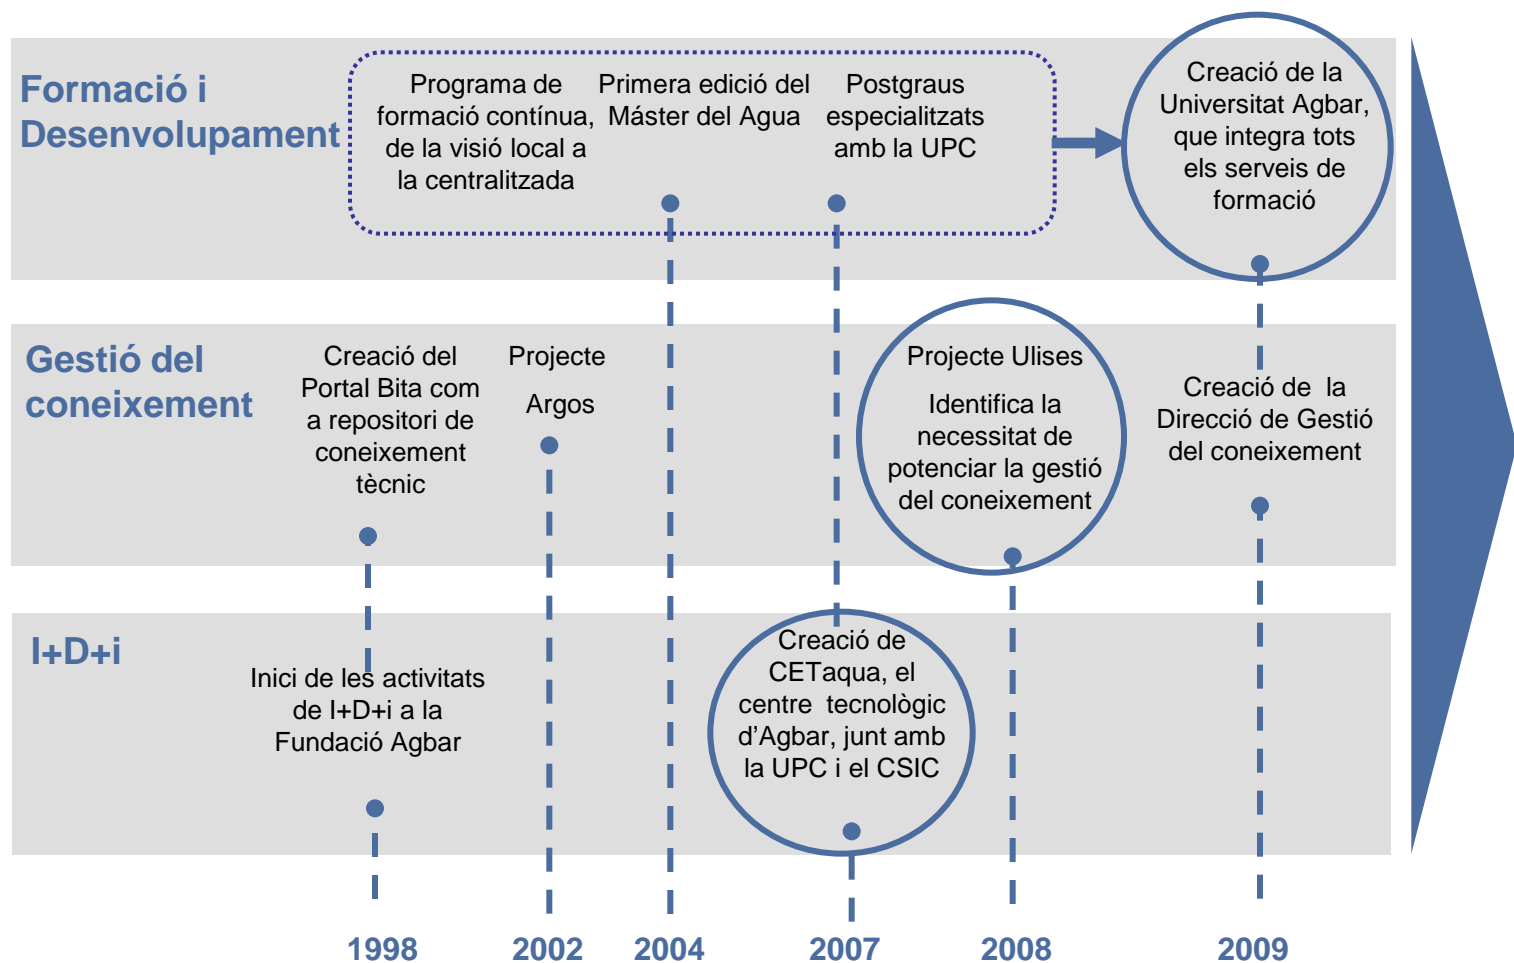 Formació i
Desenvolupament
Programa de
formació contínua,
de la visió local a
la centralitzada
Primera edició del
Máster del Agua
Postgraus
especialitzats
amb la UPC
Creació de la
Universitat Agbar,
que integra tots
els serveis de
formació
Gestió del
coneixement
Creació del
Portal Bita com
a repositori de
coneixement
tècnic
Projecte
Argos
Projecte Ulises
Identifica la
necessitat de
potenciar la gestió
del coneixement
Creació de  la
Direcció de Gestió
del coneixement
I+D+i
Inici de les activitats
de I+D+i a la
Fundació Agbar
Creació de
CETaqua, el
centre  tecnològic
d’Agbar, junt amb
la UPC i el CSIC
1998
2002
2004
2007
2008
2009